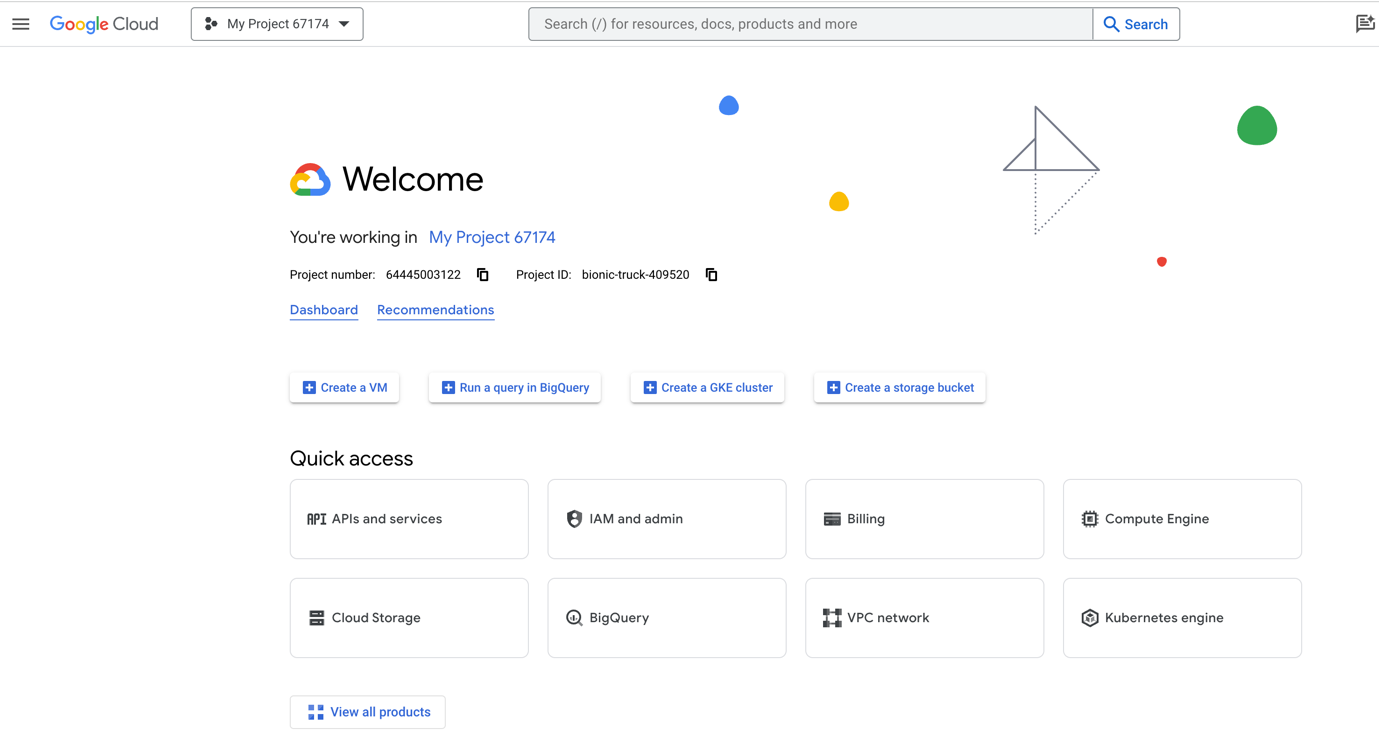 Google Cloud My Project 67174 Search (/) for resources, docs, products and more Search
Welcome
You're working in My Project 67174
Project number: 64445003122 Project ID: bionic-truck-409520
Dashboard Recommendations
Create a VM Run a query in BigQuery Create a GKE cluster Create a storage bucket
Quick access
API APIs and services IAM and admin Billing Compute Engine
Cloud Storage BigQuery VPC network Kubernetes engine
View all products